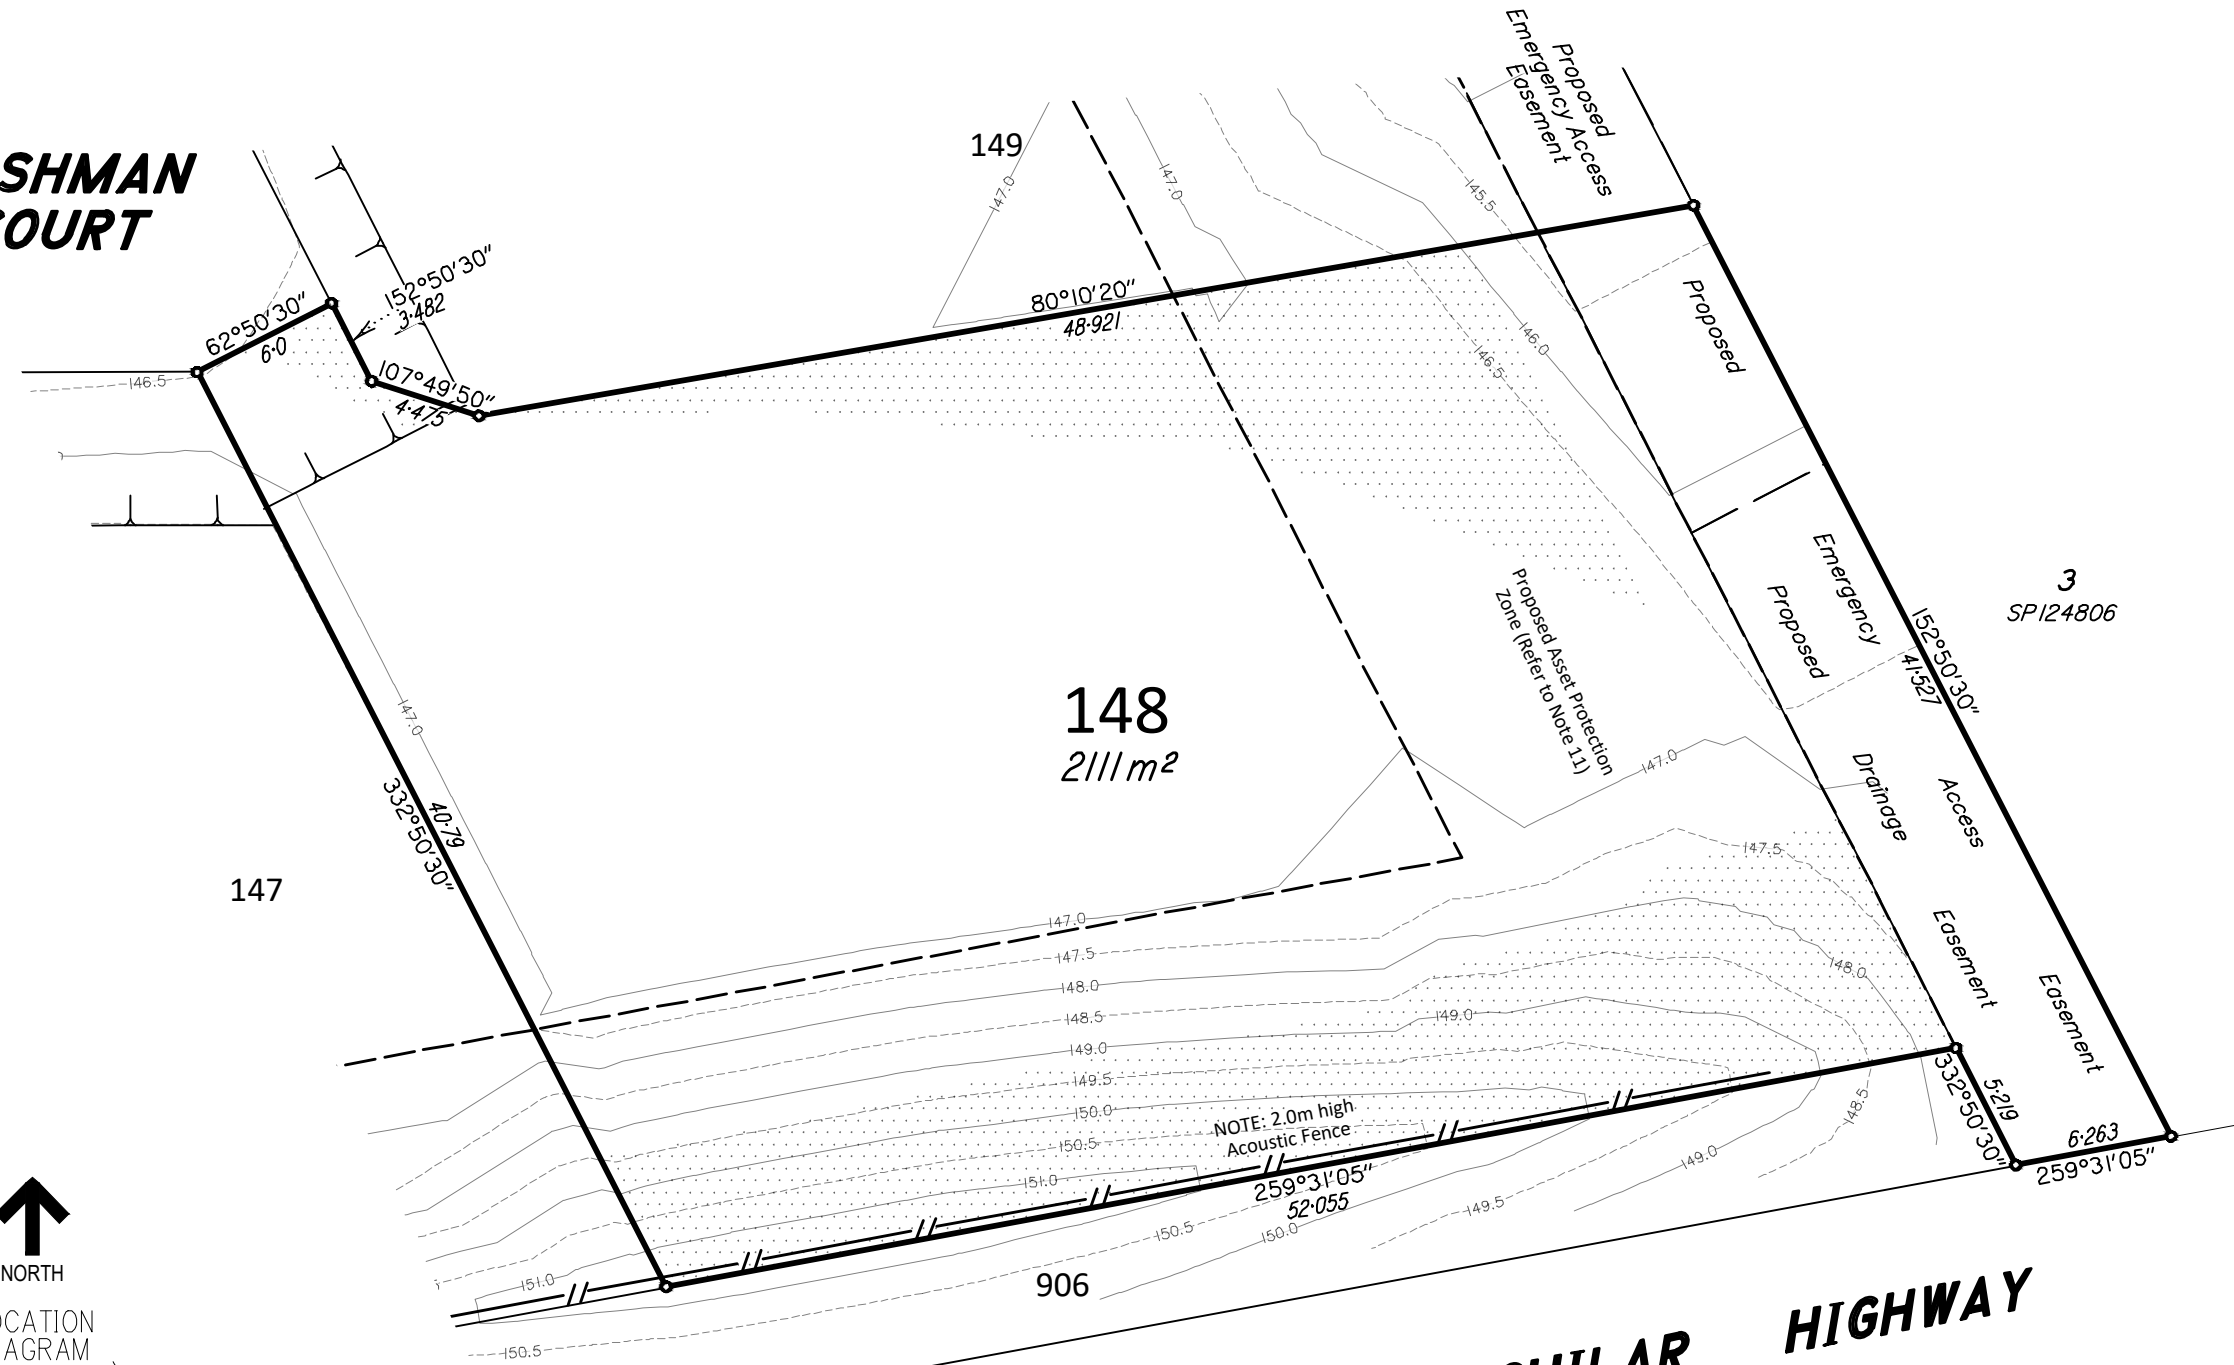 Proposed
Emergency Access
Easement
149
SHMAN
COURT
147.0
147.0
145.5
62°50'30"
6·0
152°50'30"
3·482
80°10'20"
48·921
146.5
107°49'50"
4·475
146.0
146.5
Proposed
Emergency
Proposed
3
SP124806
Proposed Asset Protection
Zone (Refer to Note 11)
152°50'30"
41·527
148
2111m²
147.0
147.0
332°50'30"
40·79
Drainage
Access
147
147.5
147.0
147.5
148.0
148.0
148.5
149.0
149.0
149.5
150.0
150.5
151.0
Easement
Easement
NOTE: 2.0m high
Acoustic Fence
259°31'05"
52·055
332°50'30"
5·219
6·263
259°31'05"
148.5
149.0
149.5
150.0
150.5
151.0
150.5
906
NORTH
OCATION
AGRAM
HIGHWAY